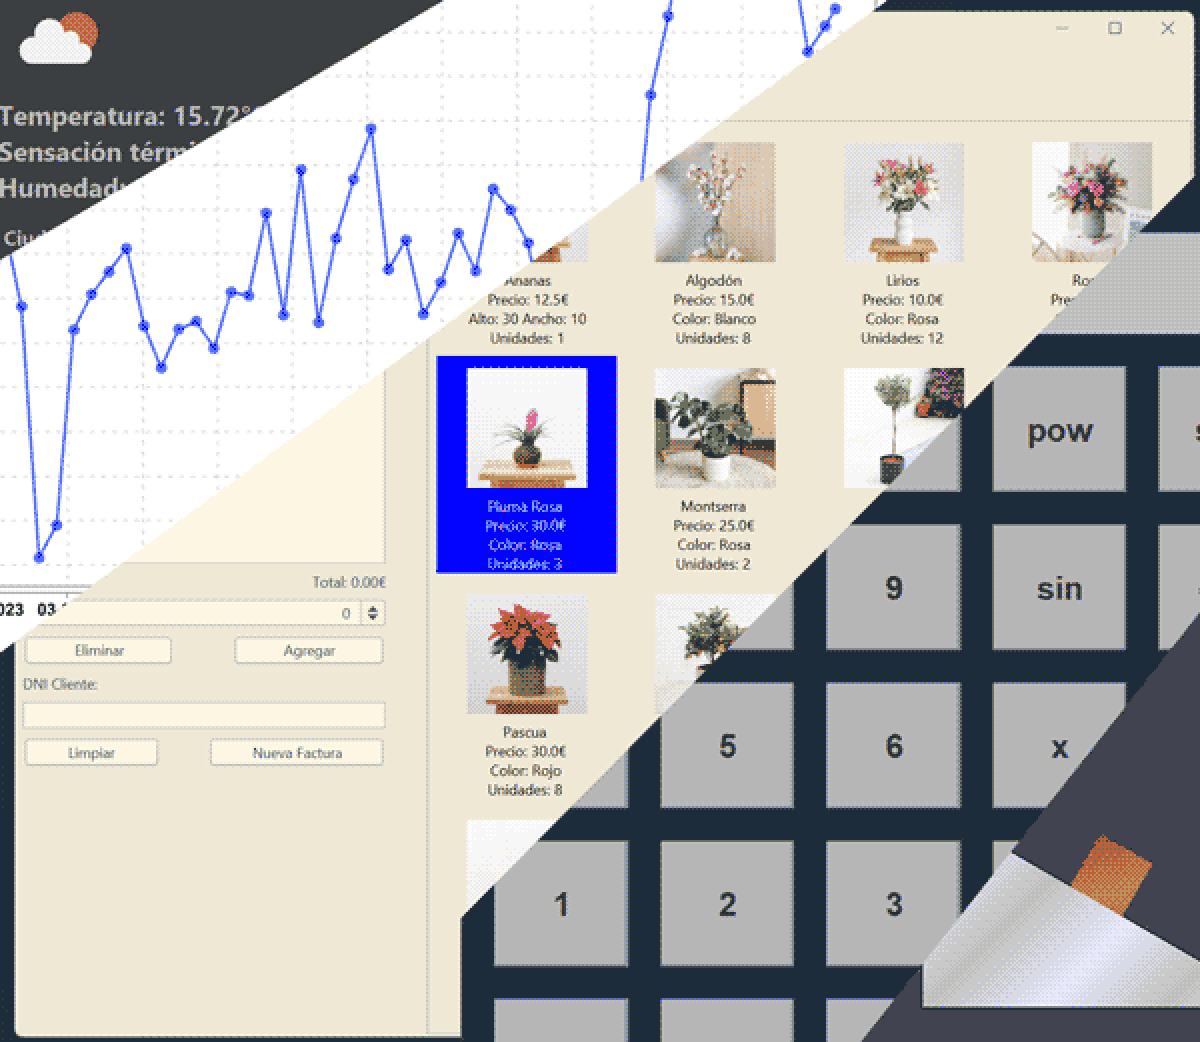 Temperatura: 15.72°
Sensación térmi
Humedad:
Ciu
Ananas
Precio: 12.5€
Alto: 30 Ancho: 10
Unidades: 1
Algodón
Precio: 15.0€
Color: Blanco
Unidades: 8
Lirios
Precio: 10.0€
Color: Rosa
Unidades: 12
Ros
Pre
Pluma Rosa
Precio: 30.0€
Color: Rosa
Unidades: 3
Montserra
Precio: 25.0€
Color: Rosa
Unidades: 2
Pascua
Precio: 30.0€
Color: Rojo
Unidades: 8
023 03
Total: 0.00€
0
Eliminar
Agregar
DNI Cliente:
Limpiar
Nueva Factura
pow
s
9
sin
5
6
x
1
2
3